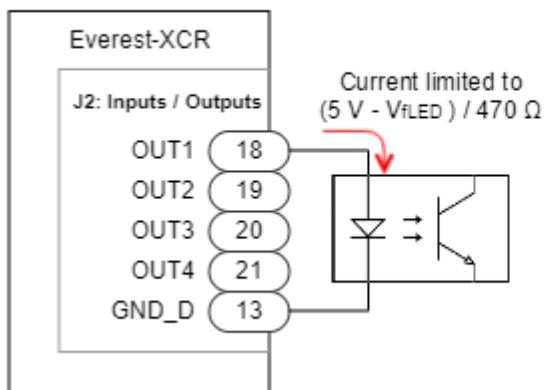 Everest-XCR
J2: Inputs / Outputs
Current limited to
(5 V - VfLED ) / 470 Ω
OUT1 18
OUT2 19
OUT3 20
OUT4 21
GND_D 13